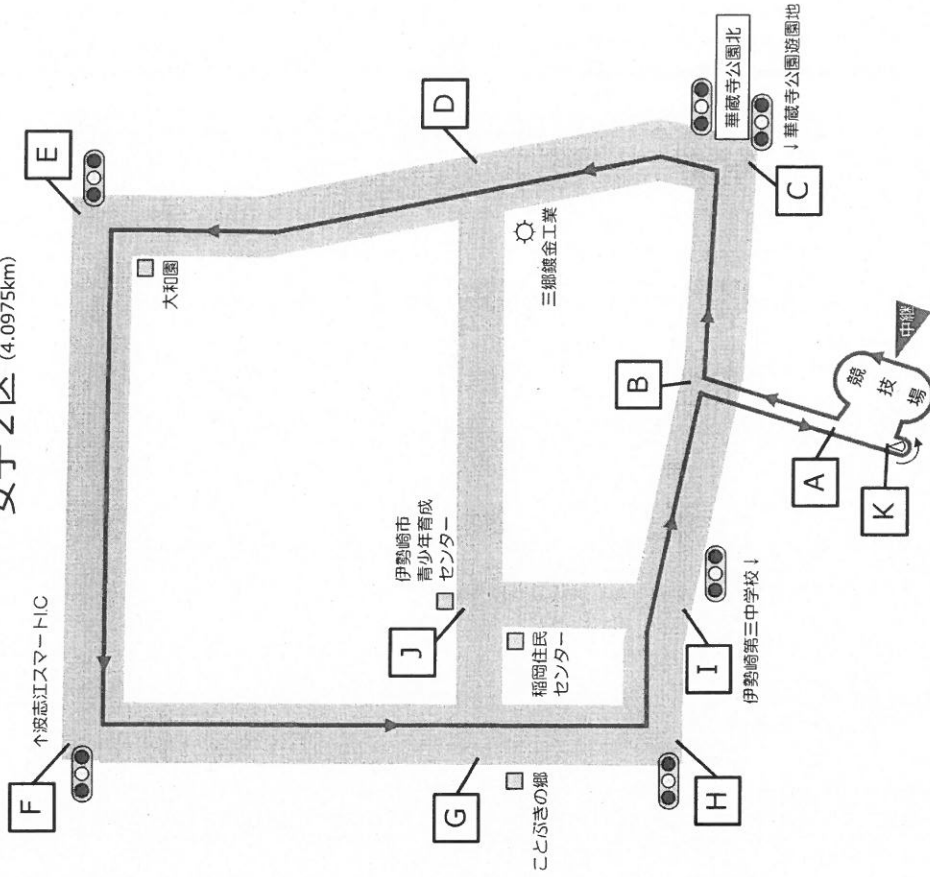 女子2区 (4.0975km)
↑波志江スマートI.C
E
F
大和園
D
伊勢崎市
青少年育成
センター
J
G
三郷鍍金工業
稲岡住民
センター
ことぶきの郷
華蔵寺公園北
↓華蔵寺公園遊園地
C
B
H
I
伊勢崎第三中学校↓
A
K
競
技
場
中継